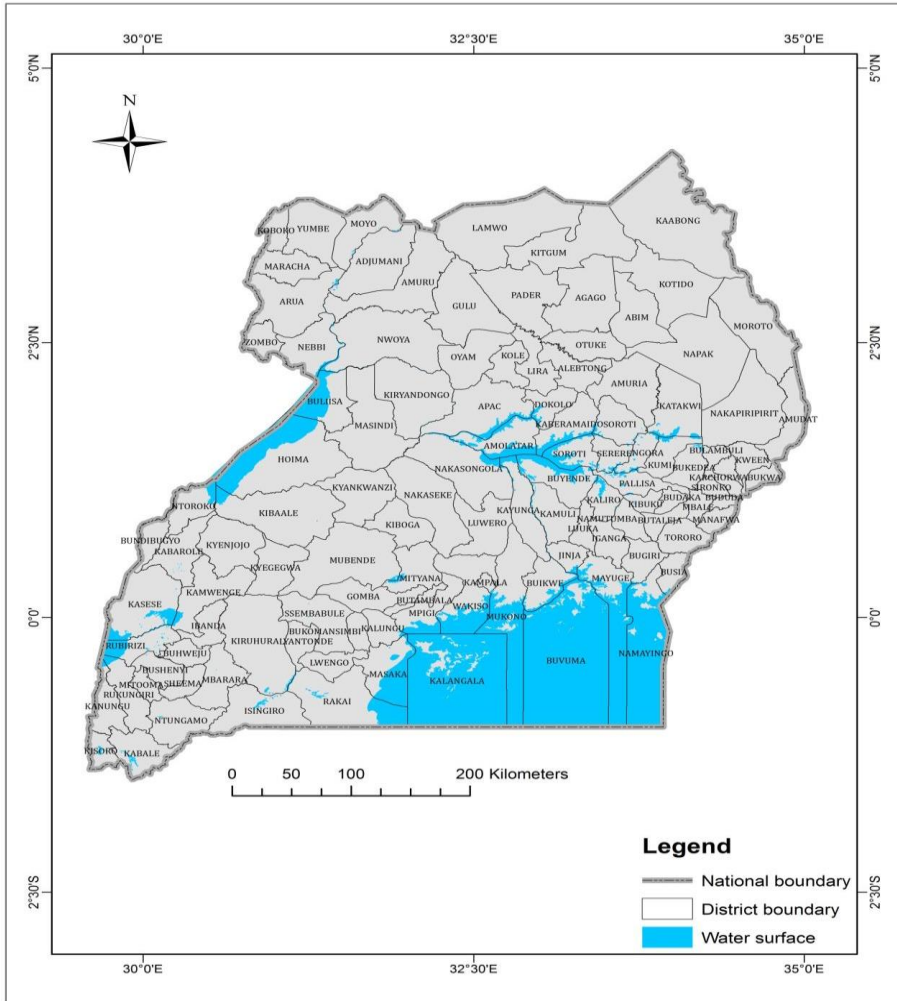 30°0'E 32°30'E 35°0'E
5°0'N 5°0'N
N
KAABONG
MOYO
KOBOKO YUMBE
LAMWO
KITGUM
ADJUMANI
MARACHA
AMURU
KOTIDO
PADER
AGAGO
ARUA
GULU
ABIM
MOROTO
2°30'N 2°30'N
ZOMBO
NEBBI
NWOYA
OTUKE
OYAM
KOLE
NAPAK
LIRA
ALEBTONG
AMURIA
KIRYANDONGO
BULIISA
APAC
DOKOLO
KATAKWI
NAKAPIRIPIRIT
AMUDAT
MASINDI
KABERAMAIDO
SOROTI
AMOLATAR
HOIMA
SOROTI
SERERE
NGORA
BULAMBULI
KWEEN
NAKASONGOLA
KUMI
BUKEDEA
BUYENDE
KARCHORWA
BUKWA
KYANKWANZI
PALLISA
SIRONKO
NAKASEKE
KALIRO
BUDAKA
BUBUDA
NTOROKO
KIBAALE
KAYUNGA
KAMULI
KIBUKU
MBALE
KIBOGA
LUWERO
NAMUTUMBA
BUTALEJA
MANAFWA
LUUKA
BUNDIBUGYO
KYENJOJO
IGANGA
TORORO
KABAROLE
MUBENDE
JINJA
BUGIRI
KYEGEGWA
BUSIA
MITYANA
KAMPALA
BUIKWE
MAYUGE
KAMWENGE
GOMBA
BUTAMBALA
WAKISO
KASESE
SSEMBABULE
MPIGI
MUKONO
0°0' 0°0'
IBANDA
BUKOMANSIMBI
KALUNGU
KIRUHURA
LYANTONDE
RUBIRIZI
BUHWEJU
NAMAYINGO
LWENGO
BUVUMA
BUSHENYI
MASAKA
KALANGALA
MITOOMA
SHEEMA
MBARARA
RUKUNGIRI
RAKAI
KANUNGU
ISINGIRO
NTUNGAMO
KISORO
KABALE
0 50 100 200 Kilometers
Legend
National boundary
District boundary
Water surface
2°30'S 2°30'S
30°0'E 32°30'E 35°0'E